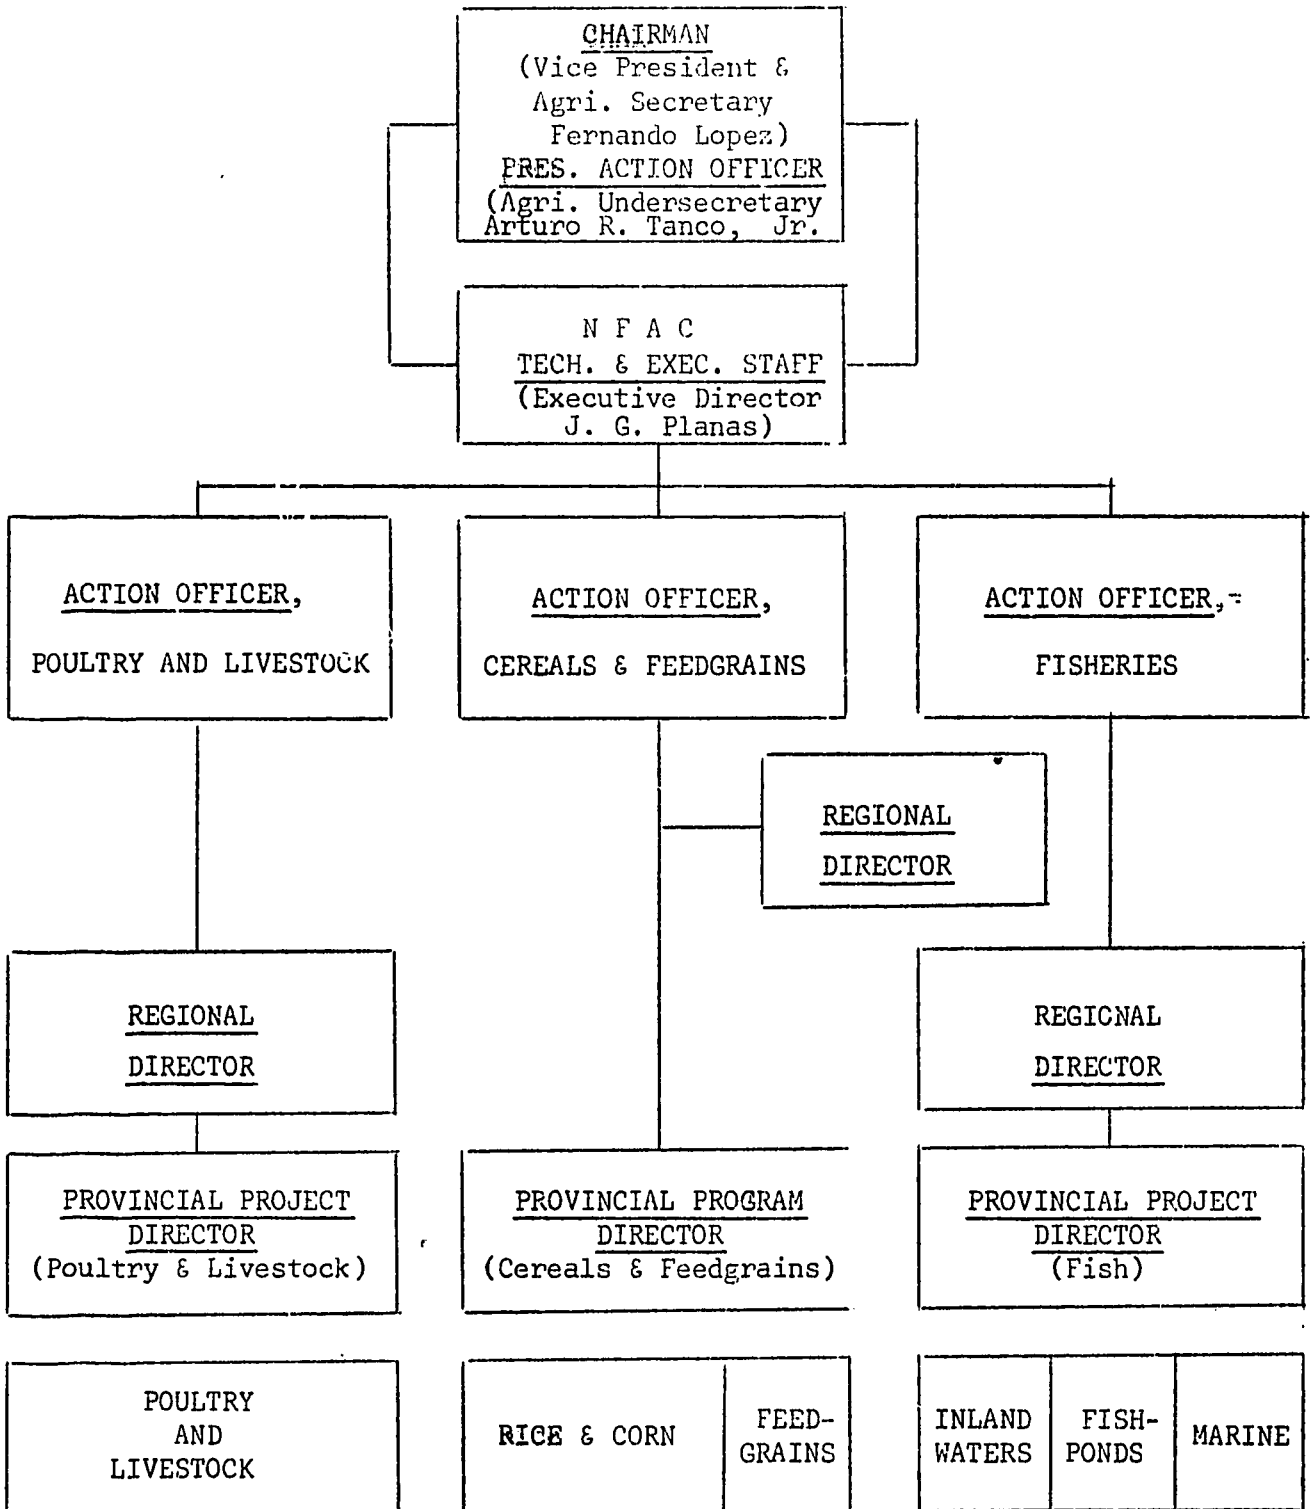 CHAIRMAN
(Vice President &
Agri. Secretary
Fernando Lopez)
PRES. ACTION OFFICER
(Agri. Undersecretary
Arturo R. Tanco, Jr.
N F A C
TECH. & EXEC. STAFF
(Executive Director
J. G. Planas)
ACTION OFFICER,
POULTRY AND LIVESTOCK
ACTION OFFICER,
CEREALS & FEEDGRAINS
ACTION OFFICER,
FISHERIES
REGIONAL
DIRECTOR
REGIONAL
DIRECTOR
REGIONAL
DIRECTOR
PROVINCIAL PROJECT
DIRECTOR
(Poultry & Livestock)
PROVINCIAL PROGRAM
DIRECTOR
(Cereals & Feedgrains)
PROVINCIAL PROJECT
DIRECTOR
(Fish)
POULTRY
AND
LIVESTOCK
RICE & CORN
FEED-
GRAINS
INLAND
WATERS
FISH-
PONDS
MARINE